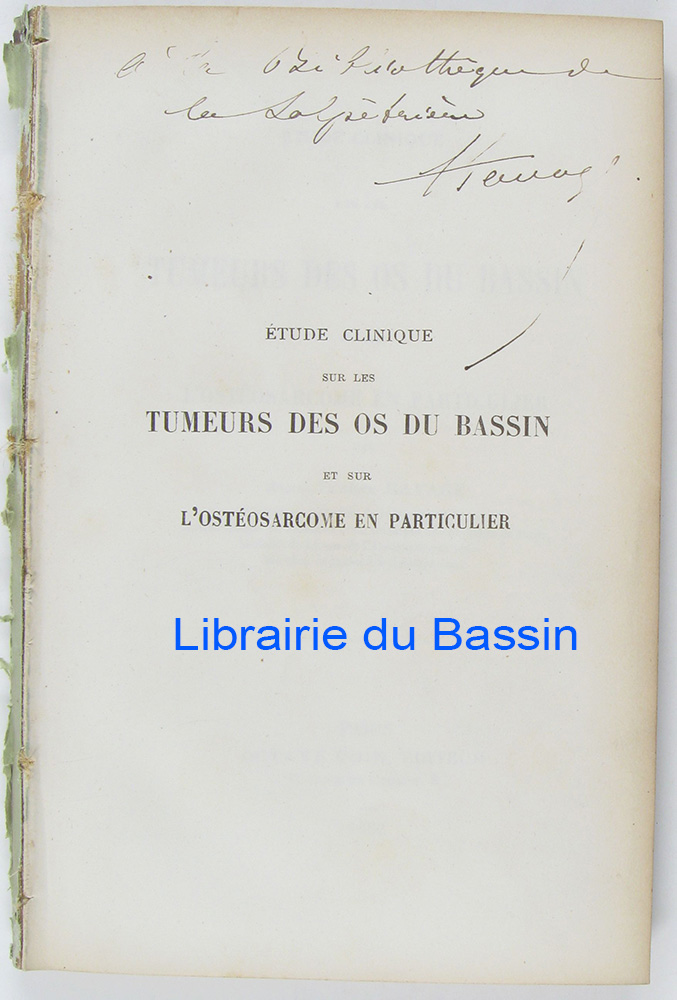 à la Bibliothèque de
la Salpêtrière
ÉTUDE CLINIQUE
SUR LES
TUMEURS DES OS DU BASSIN
ET SUR
L'OSTÉOSARCOME EN PARTICULIER
Librairie du Bassin